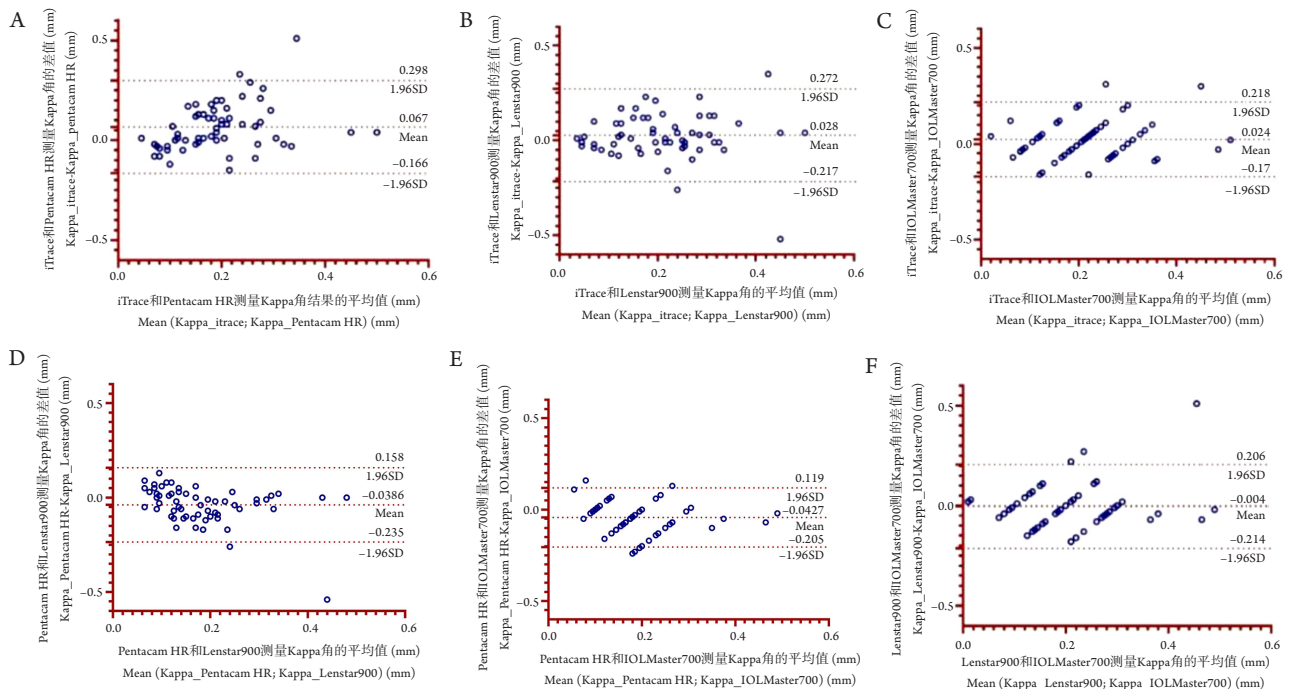 A
iTrace和Pentacam HR测量Kappa角的差值 (mm)
Kappa_itrace-Kappa_pentacam HR (mm)
0.5
0.0
−0.5
0.298
1.96SD
0.067
Mean
−0.166
−1.96SD
0.0
0.2
0.4
0.6
iTrace和Pentacam HR测量Kappa角结果的平均值 (mm)
Mean (Kappa_itrace; Kappa_Pentacam HR) (mm)
B
iTrace和Lenstar900测量Kappa角的差值 (mm)
Kappa_itrace-Kappa_Lenstar900 (mm)
0.5
0.0
−0.5
0.272
1.96SD
0.028
Mean
−0.217
−1.96SD
0.0
0.2
0.4
0.6
iTrace和Lenstar900测量Kappa角的平均值 (mm)
Mean (Kappa_itrace; Kappa_Lenstar900) (mm)
C
iTrace和IOLMaster700测量Kappa角的差值 (mm)
Kappa_itrace-Kappa_IOLMaster700 (mm)
0.5
0.0
−0.5
0.218
1.96SD
0.024
Mean
−0.17
−1.96SD
0.0
0.2
0.4
0.6
iTrace和IOLMaster700测量Kappa角的平均值 (mm)
Mean (Kappa_itrace; Kappa_IOLMaster700) (mm)
D
Pentacam HR和Lenstar900测量Kappa角的差值 (mm)
Kappa_Pentacam HR-Kappa_Lenstar900 (mm)
0.5
0.0
−0.5
0.158
1.96SD
−0.0386
Mean
−0.235
−1.96SD
0.0
0.2
0.4
0.6
Pentacam HR和Lenstar900测量Kappa角的平均值 (mm)
Mean (Kappa_Pentacam HR; Kappa_Lenstar900) (mm)
E
Pentacam HR和IOLMaster700测量Kappa角的差值 (mm)
Kappa_Pentacam HR-Kappa_IOLMaster700 (mm)
0.5
0.0
−0.5
0.119
1.96SD
−0.0427
Mean
−0.205
−1.96SD
0.0
0.2
0.4
0.6
Pentacam HR和IOLMaster700测量Kappa角的平均值 (mm)
Mean (Kappa_Pentacam HR; Kappa_IOLMaster700) (mm)
F
Lenstar900和IOLMaster700测量Kappa角的差值 (mm)
Kappa_Lenstar900-Kappa_IOLMaster700 (mm)
0.5
0.0
−0.5
0.206
1.96SD
−0.004
Mean
−0.214
−1.96SD
0.0
0.2
0.4
0.6
Lenstar900和IOLMaster700测量Kappa角的平均值 (mm)
Mean (Kappa Lenstar900; Kappa IOLMaster700) (mm)